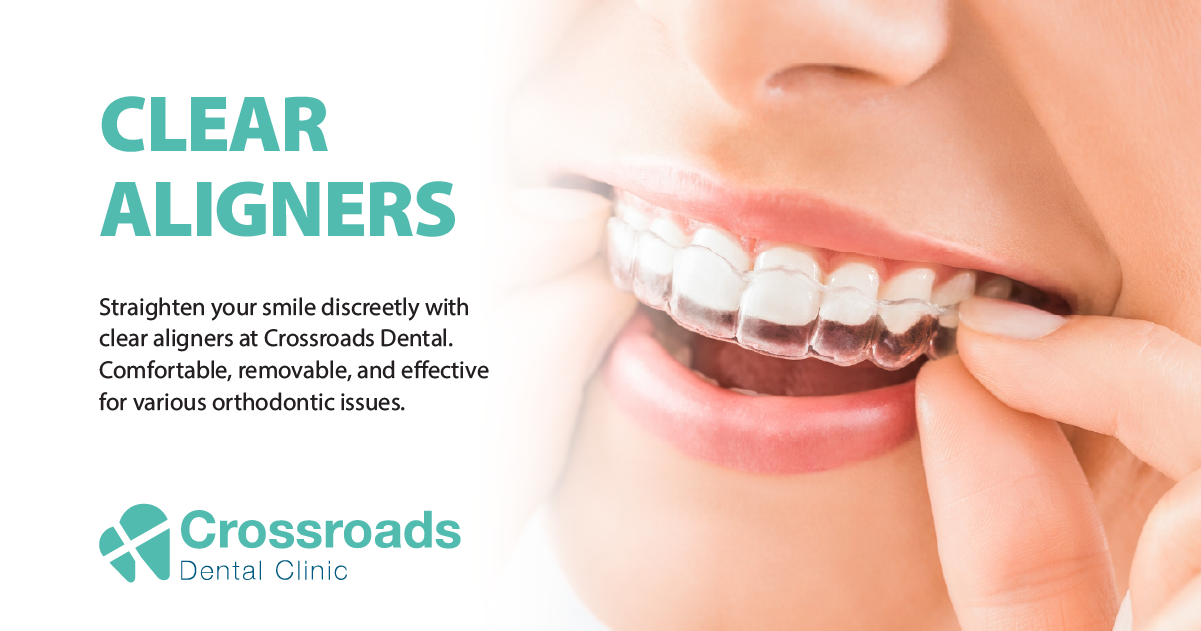 CLEAR
ALIGNERS
Straighten your smile discreetly with
clear aligners at Crossroads Dental.
Comfortable, removable, and effective
for various orthodontic issues.
Crossroads
Dental Clinic